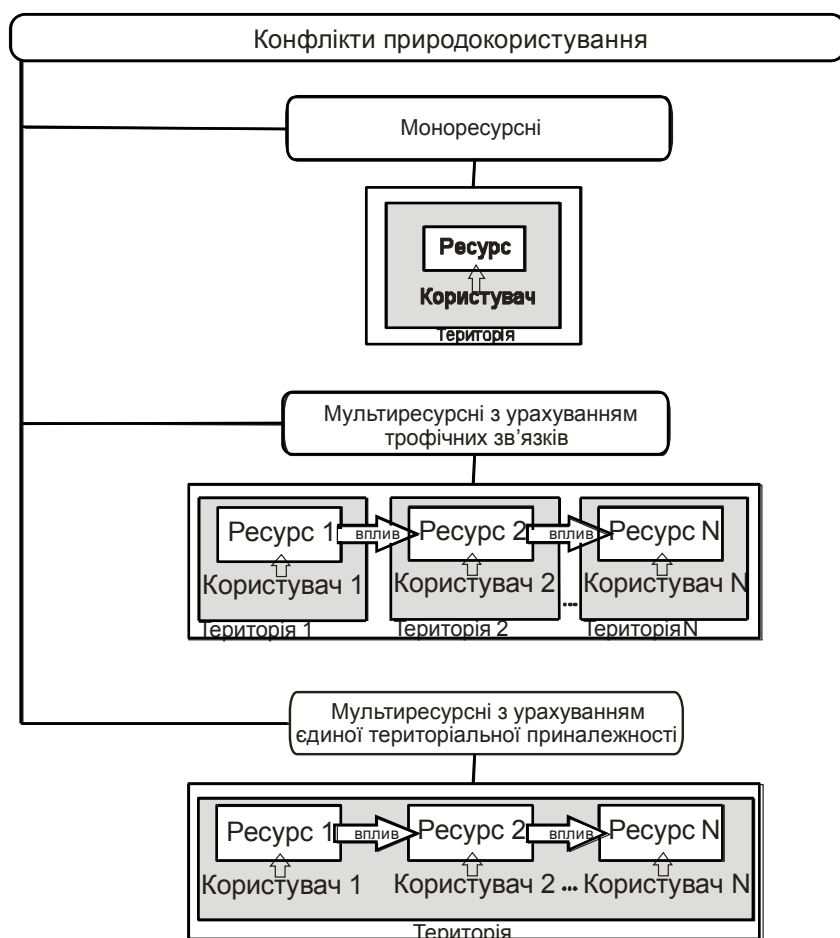 Конфлікти природокористування
Моноресурсні
Ресурс
Користувач
Територія
Мультиресурсні з урахуванням
трофічних зв’язків
Ресурс 1 вплив Ресурс 2 вплив Ресурс N
Користувач 1 Користувач 2 ... Користувач N
Територія 1 Територія 2 Територія N
Мультиресурсні з урахуванням
єдиної територіальної приналежності
Ресурс 1 вплив Ресурс 2 вплив Ресурс N
Користувач 1 Користувач 2 ... Користувач N
Територія